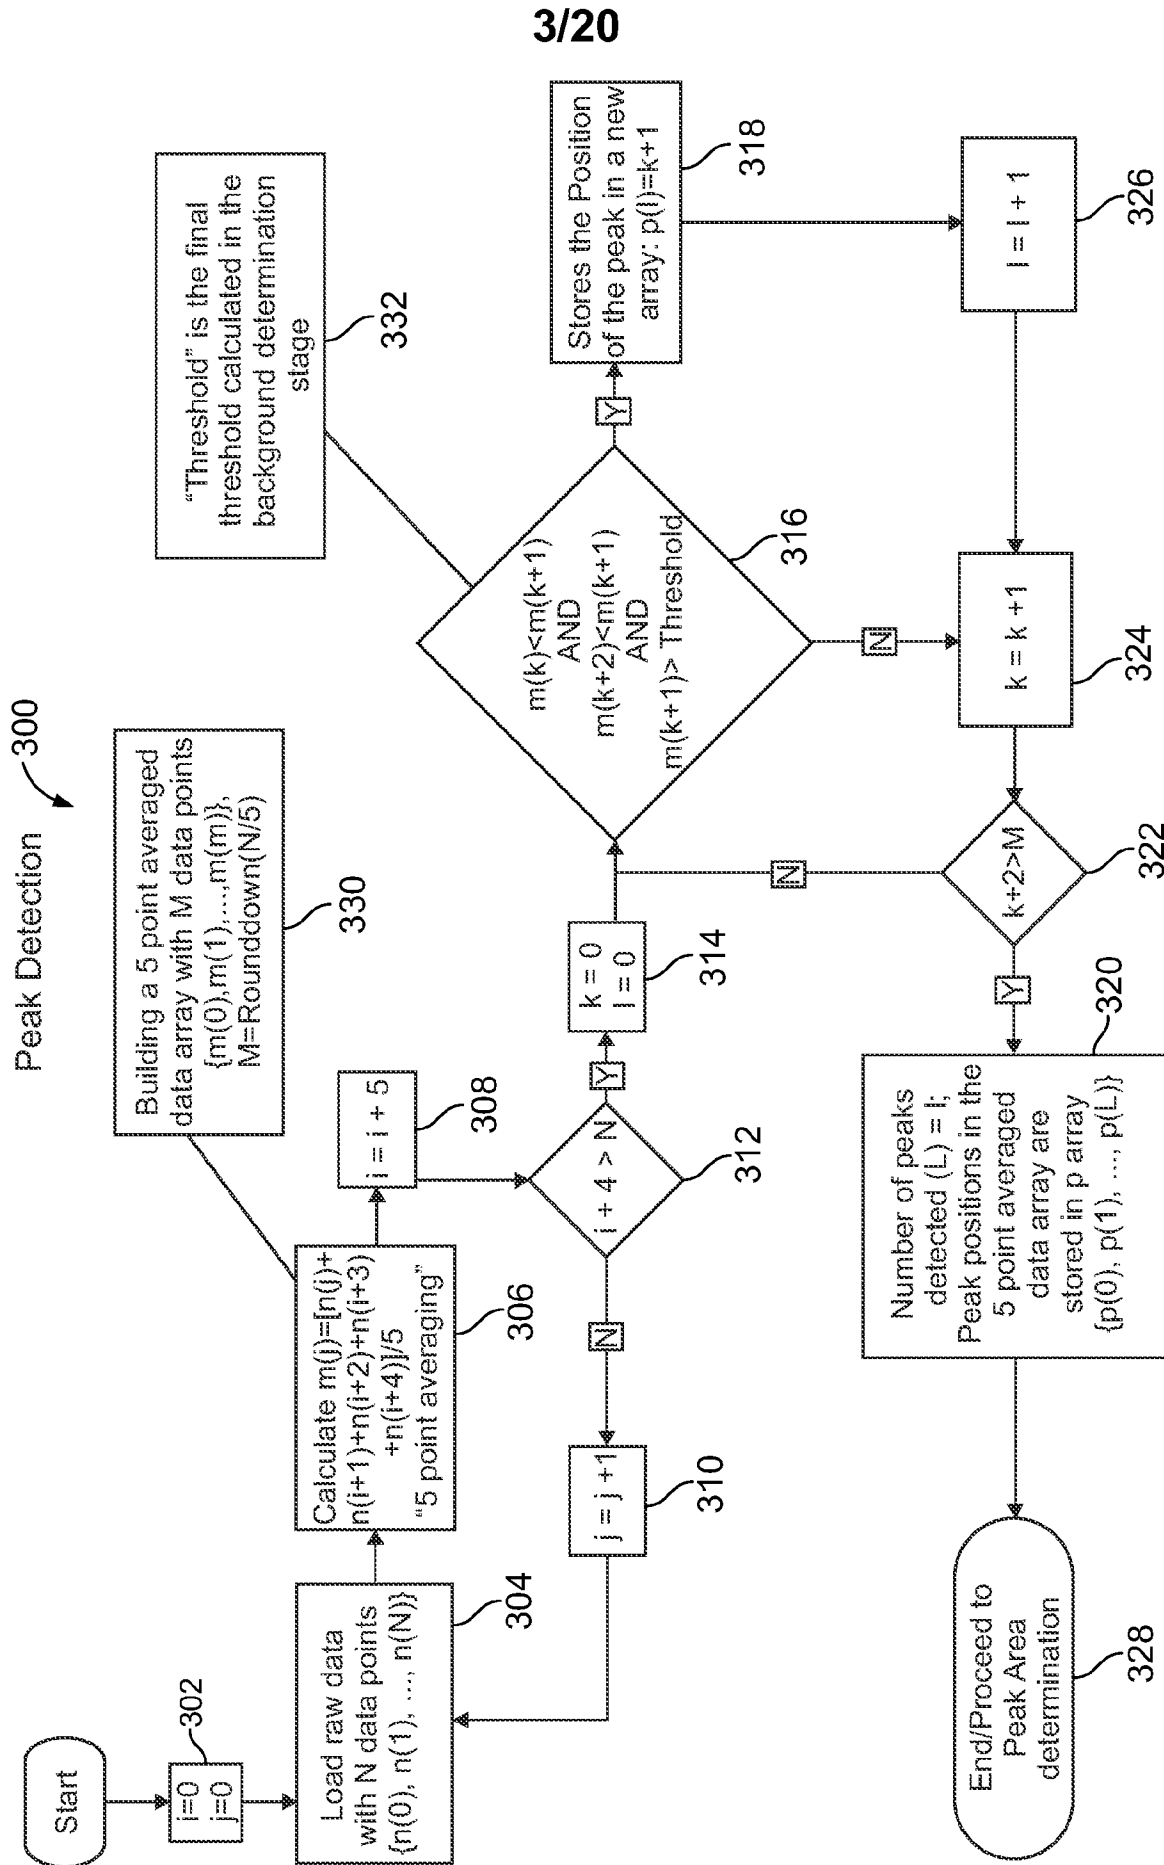 3/20
Peak Detection
300
Start
i=0
j=0
302
Load raw data
with N data points
{n(0), n(1), ..., n(N)}
304
Calculate m(j)=[n(i)+
n(i+1)+n(i+2)+n(i+3)
+n(i+4)]/5
"5 point averaging"
306
Building a 5 point averaged
data array with M data points
{m(0),m(1),...,m(m)},
M=Rounddown(N/5)
330
i = i + 5
308
i + 4 > N
312
N
j = j +1
310
Y
k = 0
l = 0
314
m(k)<m(k+1)
AND
m(k+2)<m(k+1)
AND
m(k+1)> Threshold
316
"Threshold" is the final
threshold calculated in the
background determination
stage
332
Y
Stores the Position
of the peak in a new
array: p(l)=k+1
318
l = l + 1
326
N
k = k +1
324
k+2>M
322
N
Y
Number of peaks
detected (L) = l;
Peak positions in the
5 point averaged
data array are
stored in p array
{p(0), p(1), ..., p(L)}
320
End/Proceed to
Peak Area
determination
328